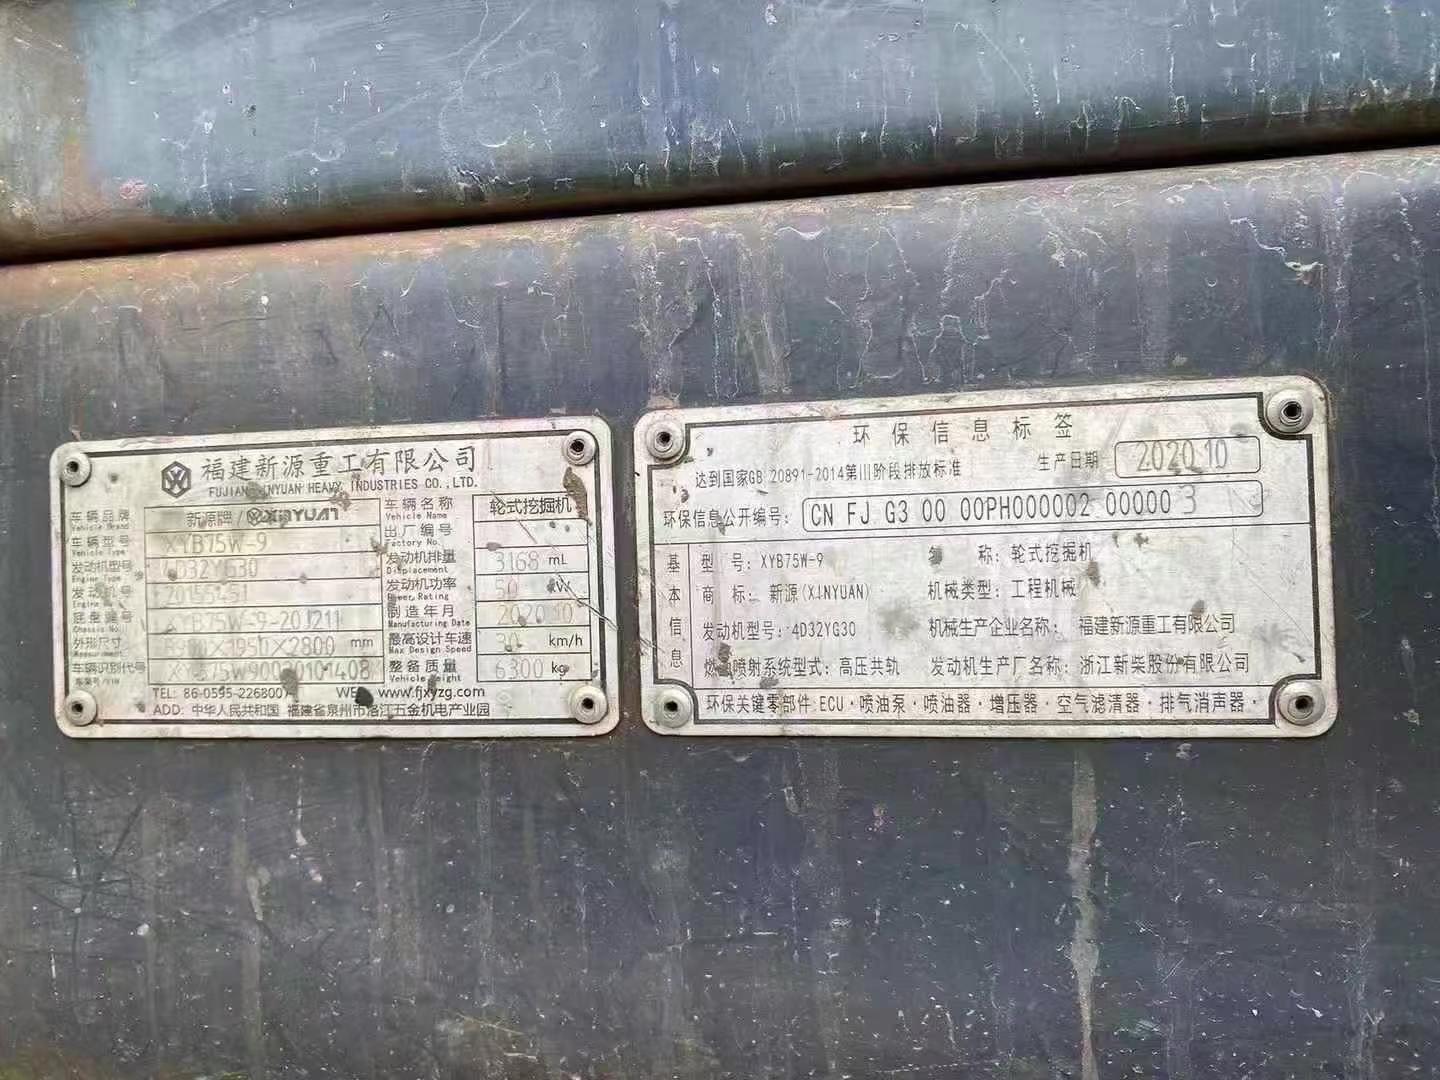 福建新源重工有限公司
FUJIAN XINYUAN HEAVY INDUSTRIES CO.,LTD.
车辆品牌 新源牌/XINYUAN 车辆名称 轮式挖掘机
Vehicle Brand Vehicle Name
车辆型号 XYB75W-9 出厂编号
Vehicle Type Factory No.
发动机型号 4D32YG30 发动机排量 3168 mL
Engine Type Displacement
发动机号 发动机功率 50 kW
Engine No. Power Rating
底盘编号 XYB75W-9-201211 制造年月 2020.10
Chassis No. Manufacturing Date
外形尺寸 ×1950×2800 mm 最高设计车速 30 km/h
Measurement Max Design Speed
车辆识别代号 整备质量 6300 kg
Vehicle Weight
TEL: 86-0595-226800 WEB: www.fjxyzg.com
ADD: 中华人民共和国 福建省泉州市洛江五金机电产业园
环保信息标签
达到国家GB 20891-2014第III阶段排放标准 生产日期 2020.10
环保信息公开编号: CN FJ G3 00 00PH000002 00000 3
基本信息
型 号: XYB75W-9 名 称: 轮式挖掘机
商 标: 新源(XINYUAN) 机械类型: 工程机械
发动机型号: 4D32YG30 机械生产企业名称: 福建新源重工有限公司
燃油喷射系统型式: 高压共轨 发动机生产厂名称: 浙江新柴股份有限公司
环保关键零部件: ECU·喷油泵·喷油器·增压器·空气滤清器·排气消声器·